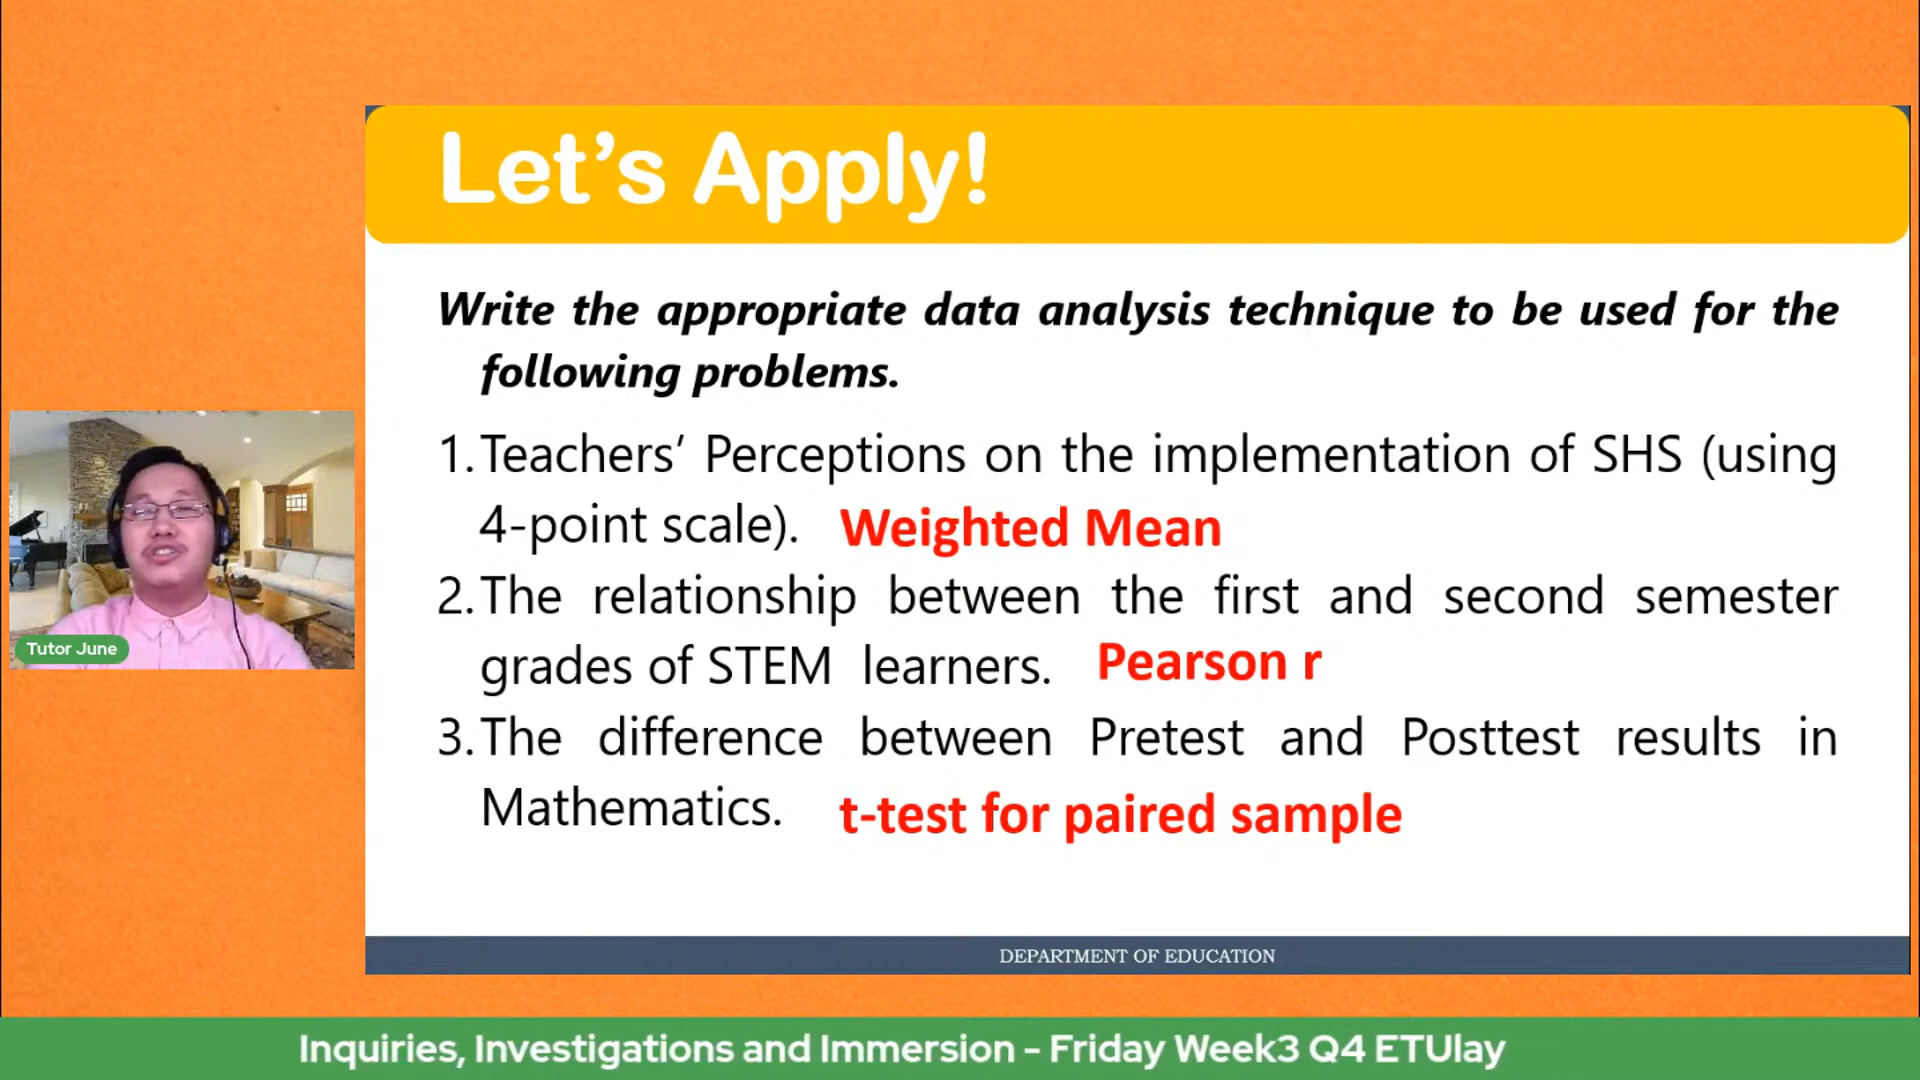 Let's Apply!
Write the appropriate data analysis technique to be used for the
following problems.
1. Teachers' Perceptions on the implementation of SHS (using
4-point scale). Weighted Mean
2. The relationship between the first and second semester
grades of STEM learners. Pearson r
3. The difference between Pretest and Posttest results in
Mathematics. t-test for paired sample
Tutor June
DEPARTMENT OF EDUCATION
Inquiries, Investigations and Immersion - Friday Week3 Q4 ETUlay